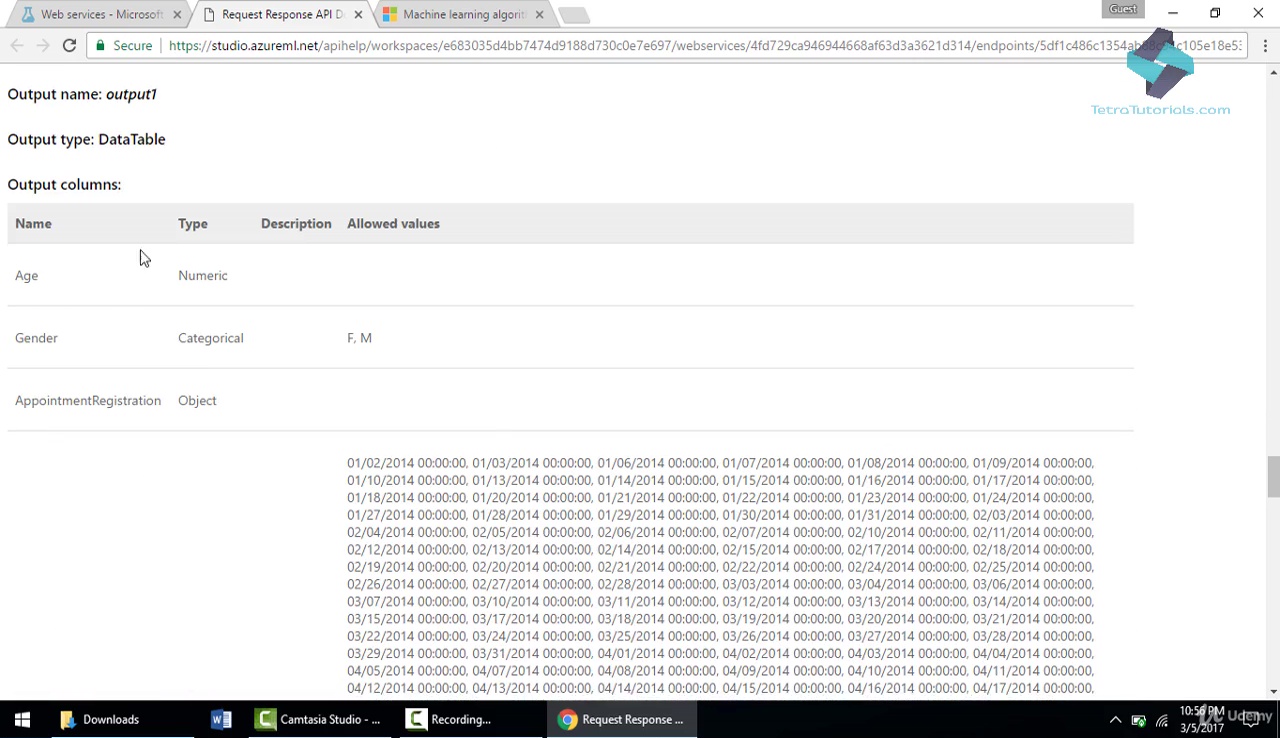 Web services - Microsoft
Request Response API D
Machine learning algorit
Guest
Secure
https://studio.azureml.net/apihelp/workspaces/e683035d4bb7474d9188d730c0e7e697/webservices/4fd729ca946944668af63d3a3621d314/endpoints/
TetraTutorials.com
Output name: output1
Output type: DataTable
Output columns:
Name Type Description Allowed values
Age Numeric
Gender Categorical F, M
AppointmentRegistration Object
01/02/2014 00:00:00, 01/03/2014 00:00:00, 01/06/2014 00:00:00, 01/07/2014 00:00:00, 01/08/2014 00:00:00, 01/09/2014 00:00:00,
01/10/2014 00:00:00, 01/13/2014 00:00:00, 01/14/2014 00:00:00, 01/15/2014 00:00:00, 01/16/2014 00:00:00, 01/17/2014 00:00:00,
01/18/2014 00:00:00, 01/20/2014 00:00:00, 01/21/2014 00:00:00, 01/22/2014 00:00:00, 01/23/2014 00:00:00, 01/24/2014 00:00:00,
01/27/2014 00:00:00, 01/28/2014 00:00:00, 01/29/2014 00:00:00, 01/30/2014 00:00:00, 01/31/2014 00:00:00, 02/03/2014 00:00:00,
02/04/2014 00:00:00, 02/05/2014 00:00:00, 02/06/2014 00:00:00, 02/07/2014 00:00:00, 02/10/2014 00:00:00, 02/11/2014 00:00:00,
02/12/2014 00:00:00, 02/13/2014 00:00:00, 02/14/2014 00:00:00, 02/15/2014 00:00:00, 02/17/2014 00:00:00, 02/18/2014 00:00:00,
02/19/2014 00:00:00, 02/20/2014 00:00:00, 02/21/2014 00:00:00, 02/22/2014 00:00:00, 02/24/2014 00:00:00, 02/25/2014 00:00:00,
02/26/2014 00:00:00, 02/27/2014 00:00:00, 02/28/2014 00:00:00, 03/03/2014 00:00:00, 03/04/2014 00:00:00, 03/06/2014 00:00:00,
03/07/2014 00:00:00, 03/10/2014 00:00:00, 03/11/2014 00:00:00, 03/12/2014 00:00:00, 03/13/2014 00:00:00, 03/14/2014 00:00:00,
03/15/2014 00:00:00, 03/17/2014 00:00:00, 03/18/2014 00:00:00, 03/19/2014 00:00:00, 03/20/2014 00:00:00, 03/21/2014 00:00:00,
03/22/2014 00:00:00, 03/24/2014 00:00:00, 03/25/2014 00:00:00, 03/26/2014 00:00:00, 03/27/2014 00:00:00, 03/28/2014 00:00:00,
03/29/2014 00:00:00, 03/31/2014 00:00:00, 04/01/2014 00:00:00, 04/02/2014 00:00:00, 04/03/2014 00:00:00, 04/04/2014 00:00:00,
04/05/2014 00:00:00, 04/07/2014 00:00:00, 04/08/2014 00:00:00, 04/09/2014 00:00:00, 04/10/2014 00:00:00, 04/11/2014 00:00:00,
04/12/2014 00:00:00, 04/13/2014 00:00:00, 04/14/2014 00:00:00, 04/15/2014 00:00:00, 04/16/2014 00:00:00, 04/17/2014 00:00:00,
Downloads
Camtasia Studio - ...
Recording...
Request Response ...
10:56 PM
3/5/2017
Udemy